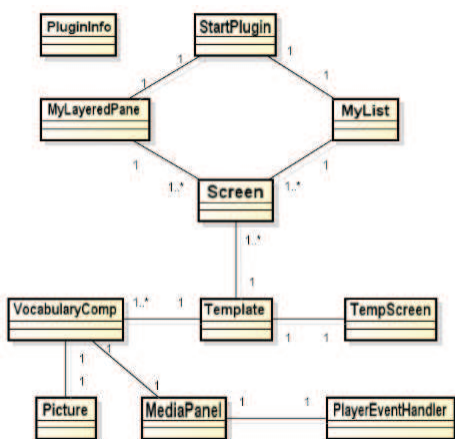 PluginInfo
StartPlugin
1
1
1
1
MyLayeredPane
MyList
1
1
1..*
1..*
Screen
1..*
1
1..*
1
VocabularyComp
Template
TempScreen
1
1
1
1
1
1
1
1
Picture
MediaPanel
PlayerEventHandler